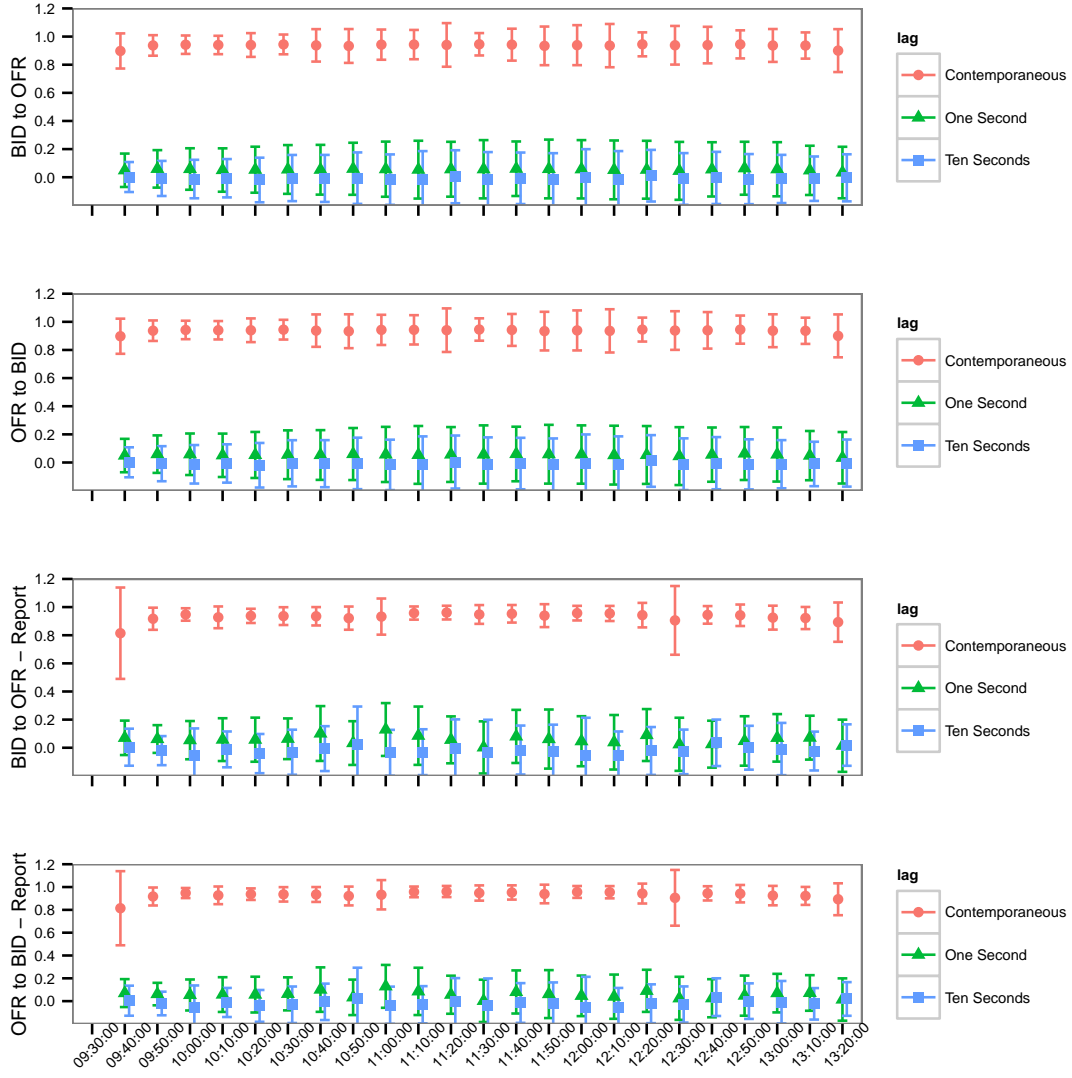 BID to OFR
1.2
1.0
0.8
0.6
0.4
0.2
0.0
lag
Contemporaneous
One Second
Ten Seconds
OFR to BID
1.2
1.0
0.8
0.6
0.4
0.2
0.0
lag
Contemporaneous
One Second
Ten Seconds
BID to OFR − Report
1.2
1.0
0.8
0.6
0.4
0.2
0.0
lag
Contemporaneous
One Second
Ten Seconds
OFR to BID − Report
1.2
1.0
0.8
0.6
0.4
0.2
0.0
lag
Contemporaneous
One Second
Ten Seconds
09:30:00
09:40:00
09:50:00
10:00:00
10:10:00
10:20:00
10:30:00
10:40:00
10:50:00
11:00:00
11:10:00
11:20:00
11:30:00
11:40:00
11:50:00
12:00:00
12:10:00
12:20:00
12:30:00
12:40:00
12:50:00
13:00:00
13:10:00
13:20:00